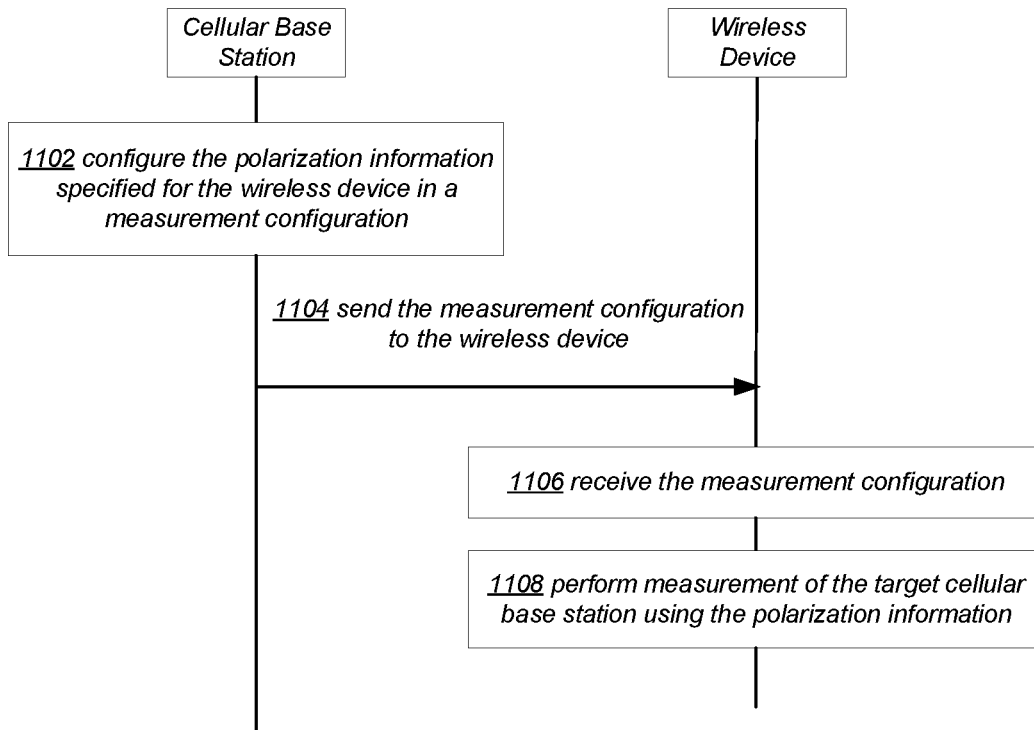 Cellular Base
Station
Wireless
Device
1102 configure the polarization information
specified for the wireless device in a
measurement configuration
1104 send the measurement configuration
to the wireless device
1106 receive the measurement configuration
1108 perform measurement of the target cellular
base station using the polarization information